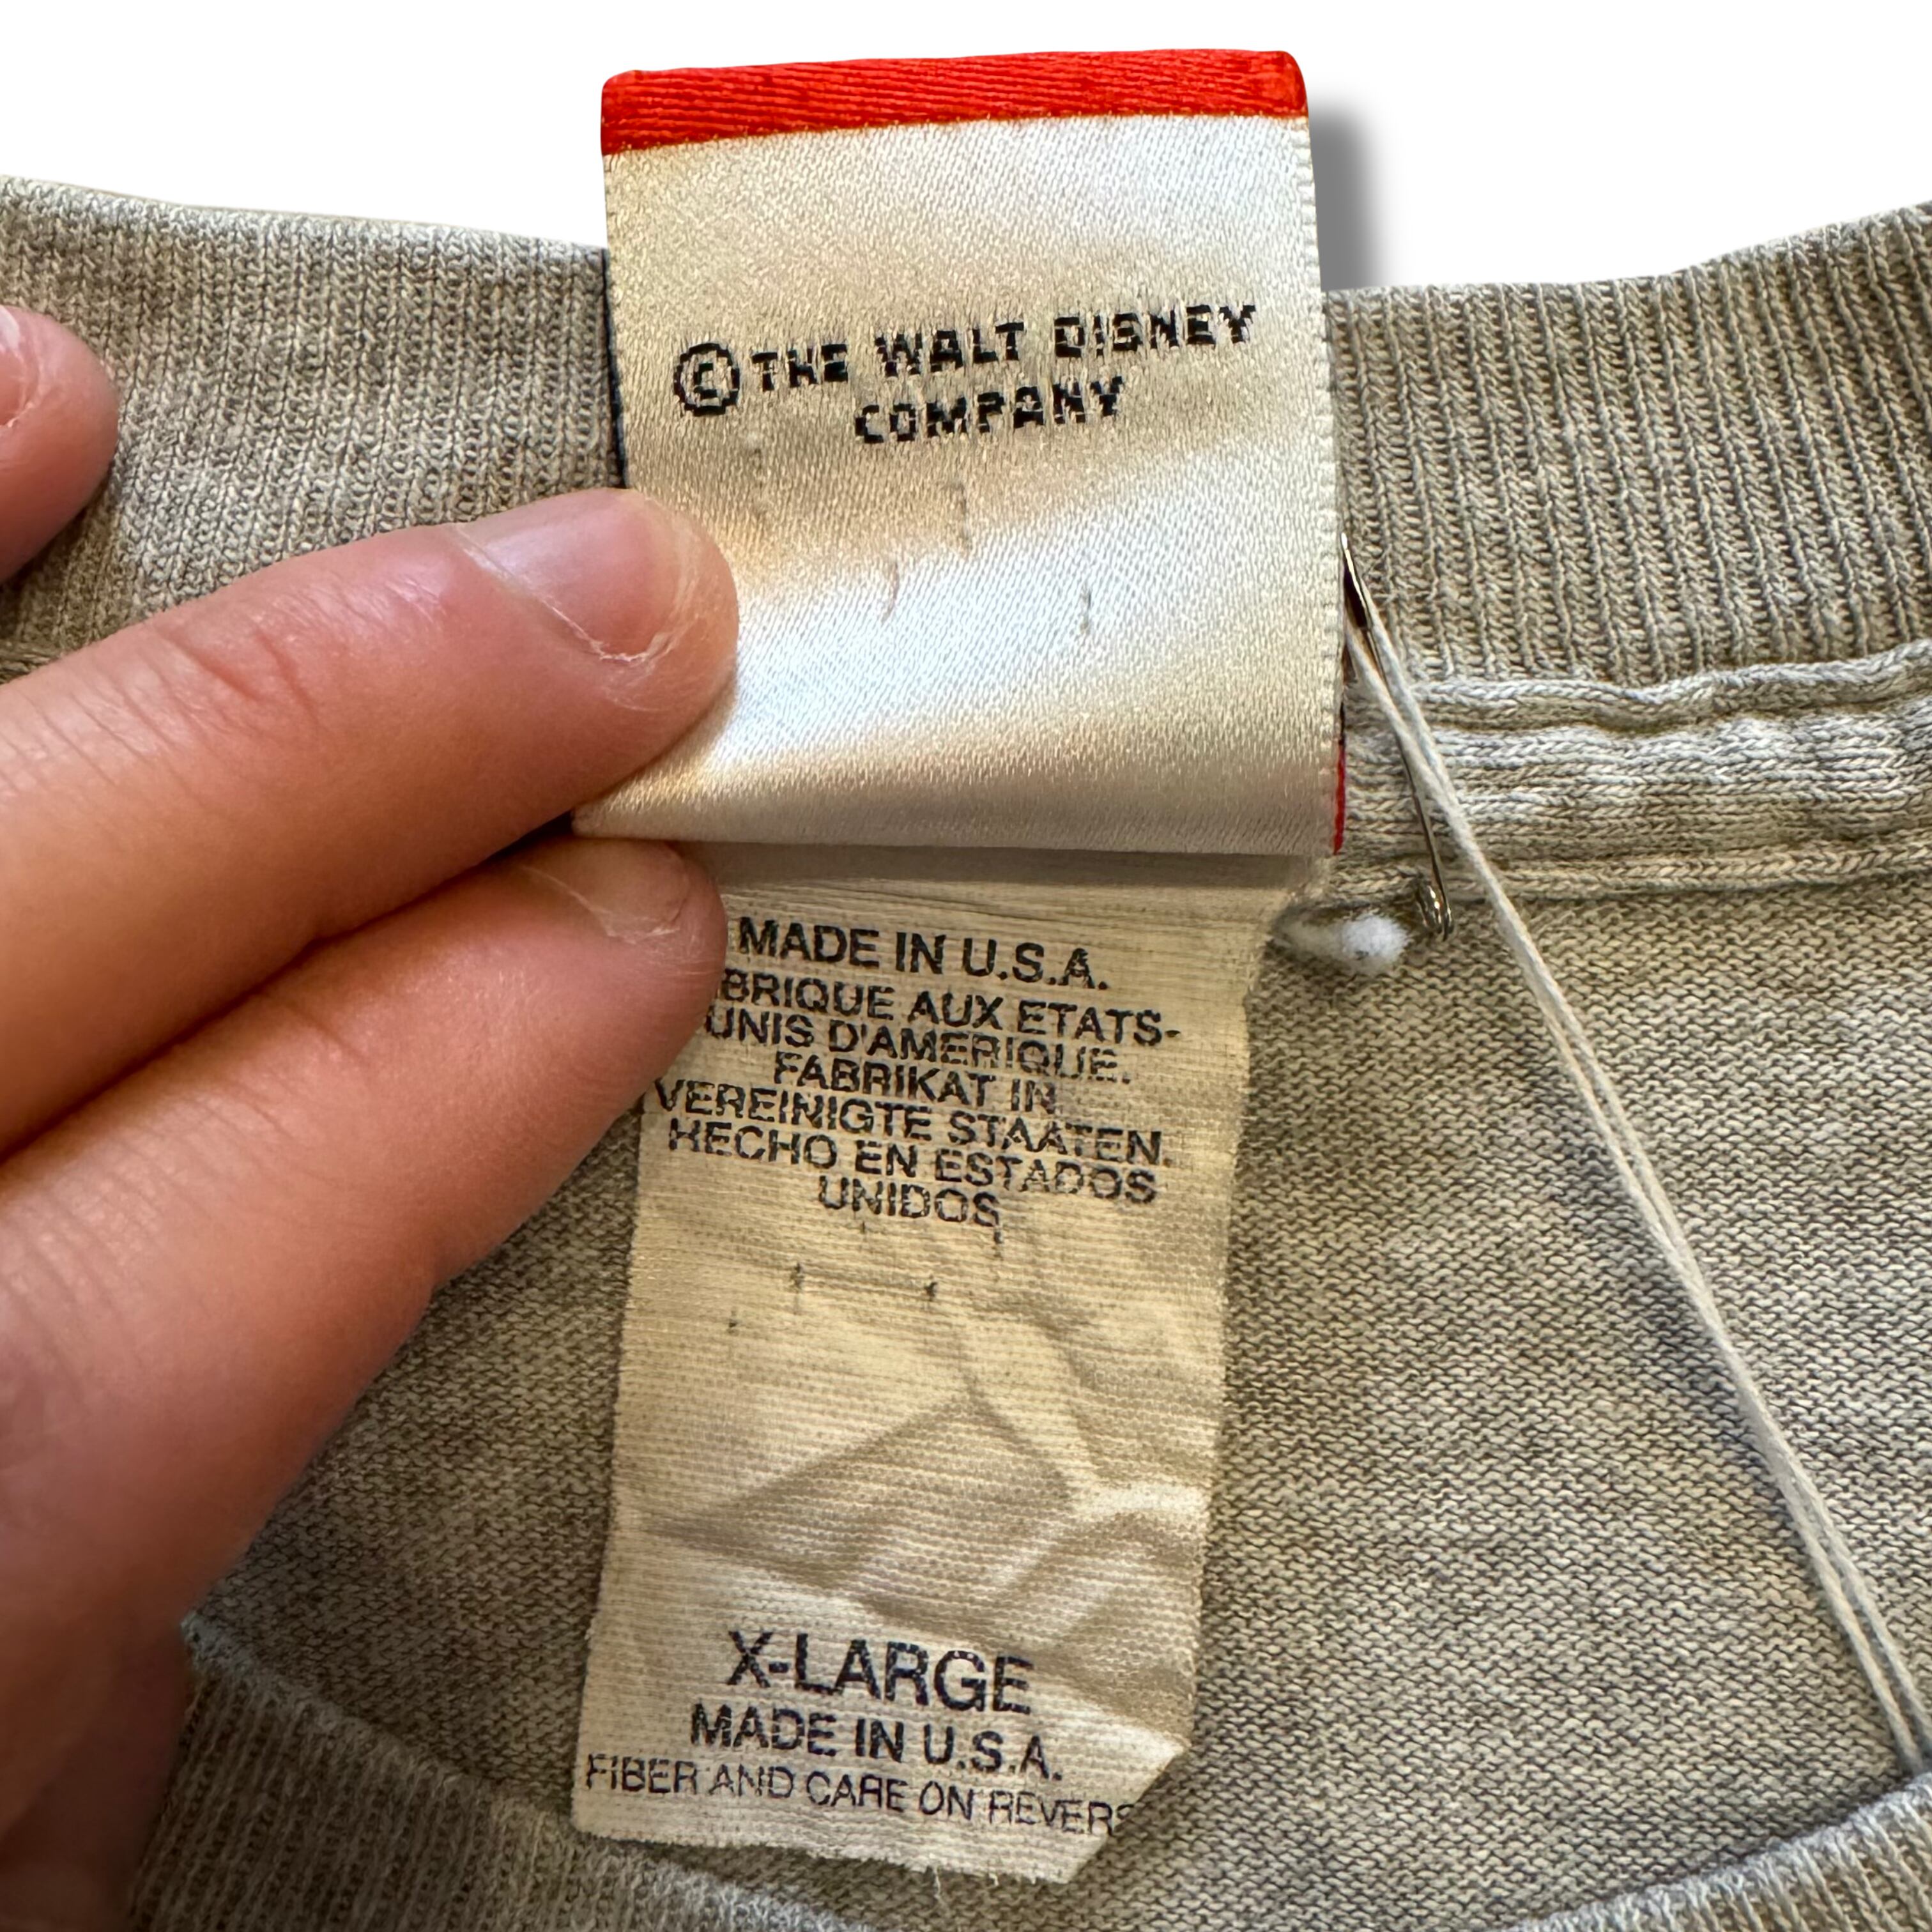 ©THE WALT DISNEY
COMPANY
MADE IN U.S.A.
BRIQUE AUX ETATS-
UNIS D'AMERIQUE.
FABRIKAT IN
VEREINIGTE STAATEN.
HECHO EN ESTADOS
UNIDOS
X-LARGE
MADE IN U.S.A.
FIBER AND CARE ON REVERS